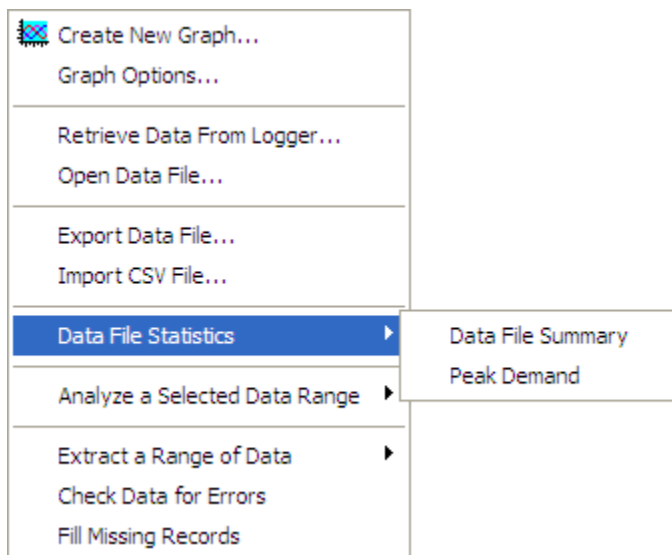 Create New Graph...
Graph Options...
Retrieve Data From Logger...
Open Data File...
Export Data File...
Import CSV File...
Data File Statistics
Data File Summary
Peak Demand
Analyze a Selected Data Range
Extract a Range of Data
Check Data for Errors
Fill Missing Records